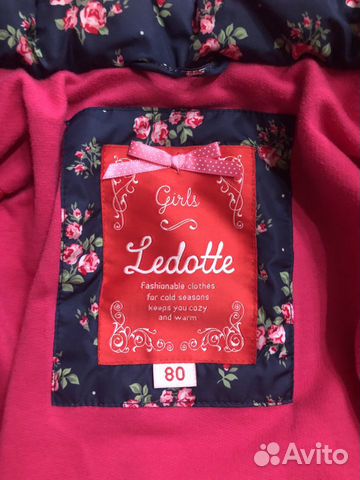 Girls
Ledotte
Fashionable clothes
for cold seasons
keeps you cozy
and warm
80
Avito